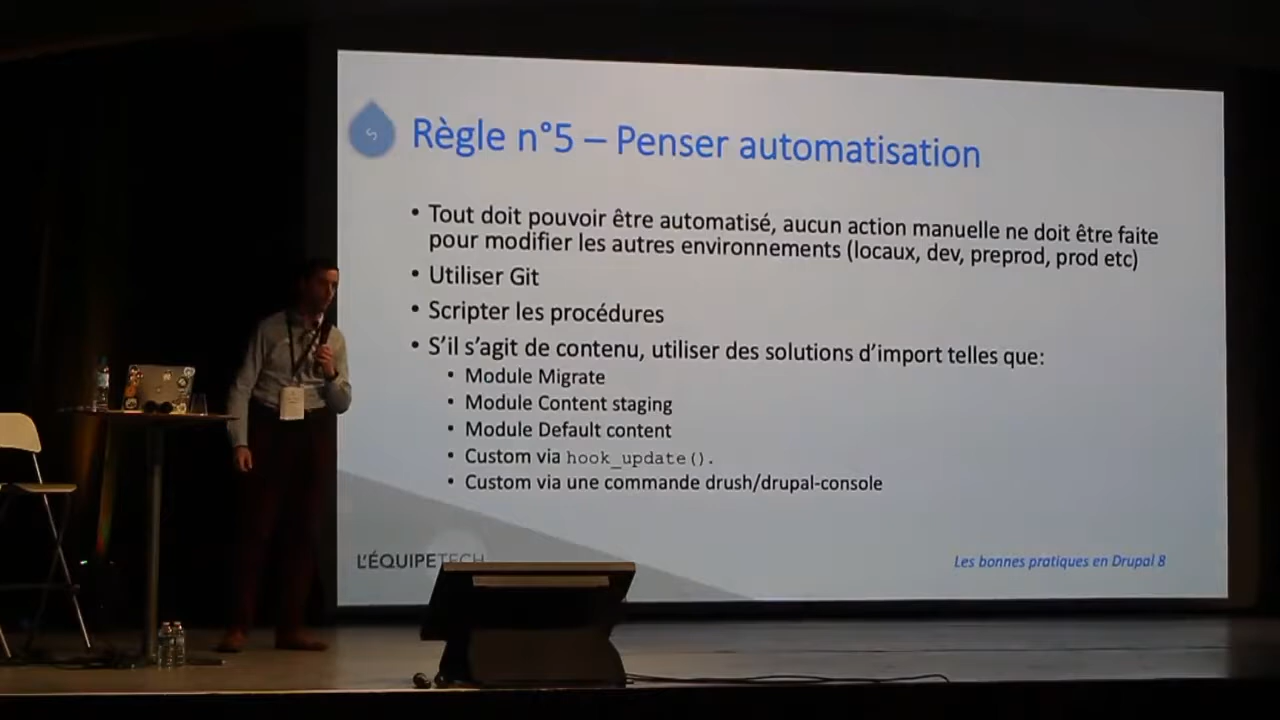 5
Règle n°5 – Penser automatisation
• Tout doit pouvoir être automatisé, aucun action manuelle ne doit être faite
pour modifier les autres environnements (locaux, dev, preprod, prod etc)
• Utiliser Git
• Scripter les procédures
• S'il s'agit de contenu, utiliser des solutions d'import telles que:
• Module Migrate
• Module Content staging
• Module Default content
• Custom via hook_update().
• Custom via une commande drush/drupal-console
L'ÉQUIPETECH
Les bonnes pratiques en Drupal 8